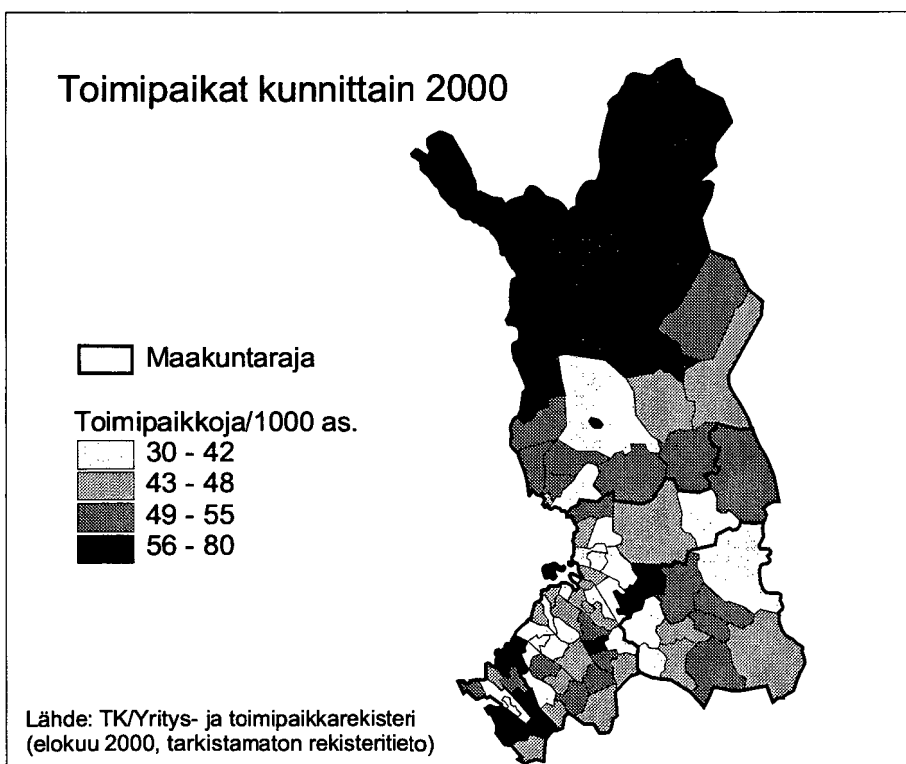 Toimipaikat kunnittain 2000
Maakuntaraja
Toimipaikkoja/1000 as.
30 - 42
43 - 48
49 - 55
56 - 80
Lähde: TK/Yritys- ja toimipaikkarekisteri
(elokuu 2000, tarkistamaton rekisteritieto)